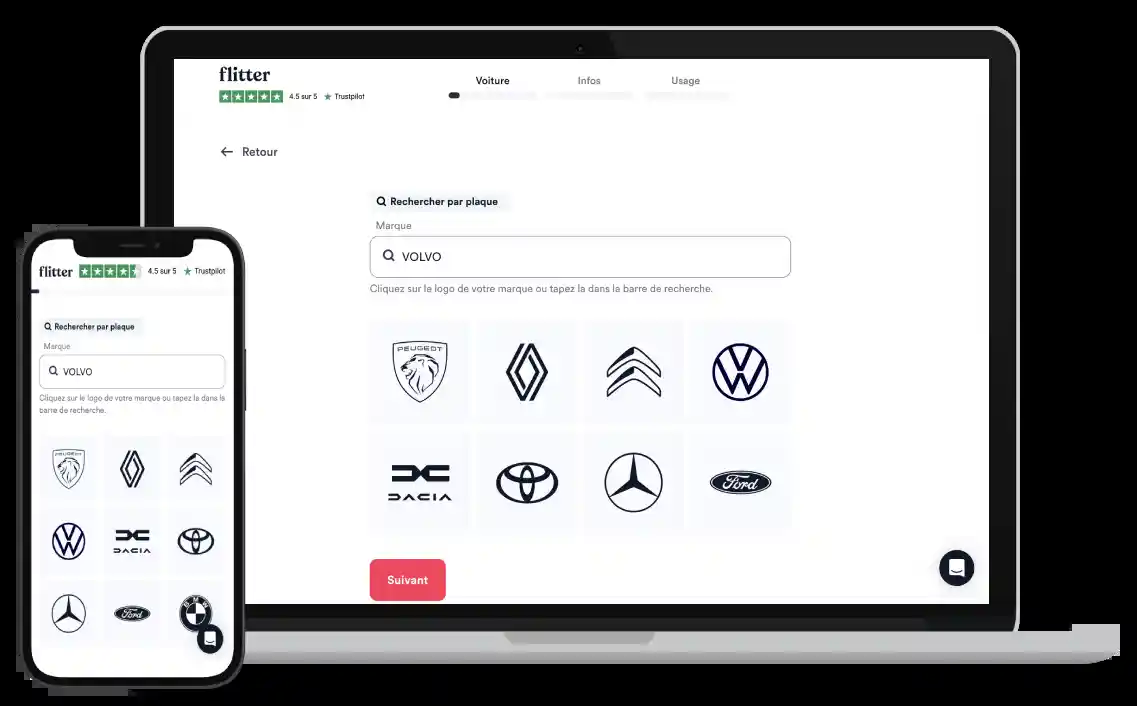 flitter
4.5 sur 5 Trustpilot
Voiture Infos Usage
Retour
Rechercher par plaque
Marque
VOLVO
Cliquez sur le logo de votre marque ou tapez la dans la barre de recherche.
PEUGEOT
DACIA
Ford
Suivant
flitter 4.5 sur 5 Trustpilot
Rechercher par plaque
Marque
VOLVO
Cliquez sur le logo de votre marque ou tapez la dans la
barre de recherche.
PEUGEOT
DACIA
Ford
BMW